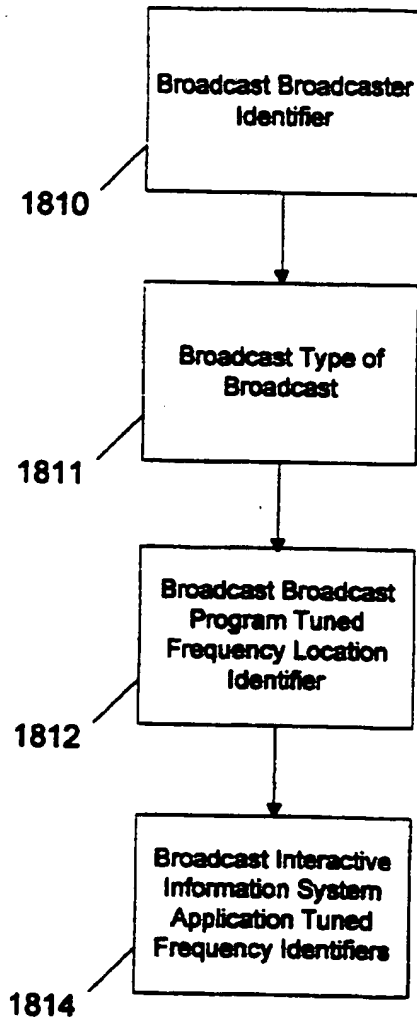 Broadcast Broadcaster
Identifier
1810
Broadcast Type of
Broadcast
1811
Broadcast Broadcast
Program Tuned
Frequency Location
Identifier
1812
Broadcast Interactive
Information System
Application Tuned
Frequency Identifiers
1814